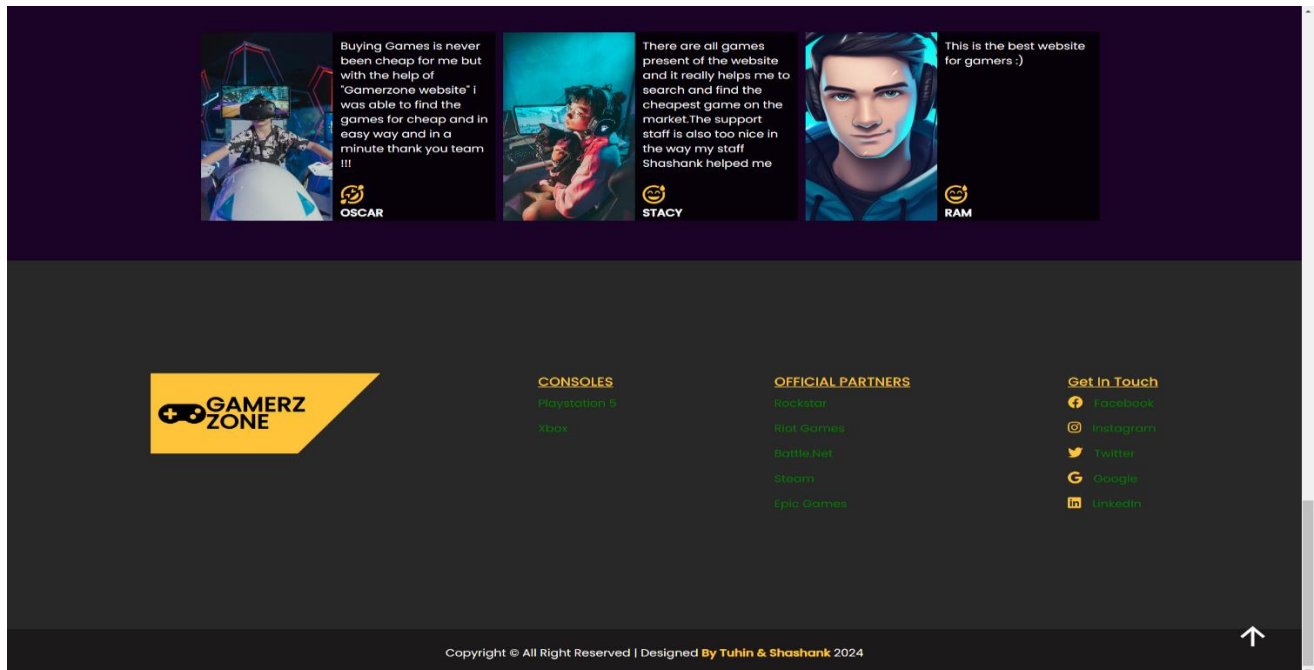 Buying Games is never
been cheap for me but
with the help of
"Gamerzone website" i
was able to find the
games for cheap and in
easy way and in a
minute thank you team
!!!
OSCAR
There are all games
present of the website
and it really helps me to
search and find the
cheapest game on the
market.The support
staff is also too nice in
the way my staff
Shashank helped me
STACY
This is the best website
for gamers :)
RAM
GAMERZ
ZONE
CONSOLES
Playstation 5
Xbox
OFFICIAL PARTNERS
Rockstar
Riot Games
Battle.Net
Steam
Epic Games
Get In Touch
Facebook
Instagram
Twitter
Google
LinkedIn
Copyright © All Right Reserved | Designed By Tuhin & Shashank 2024